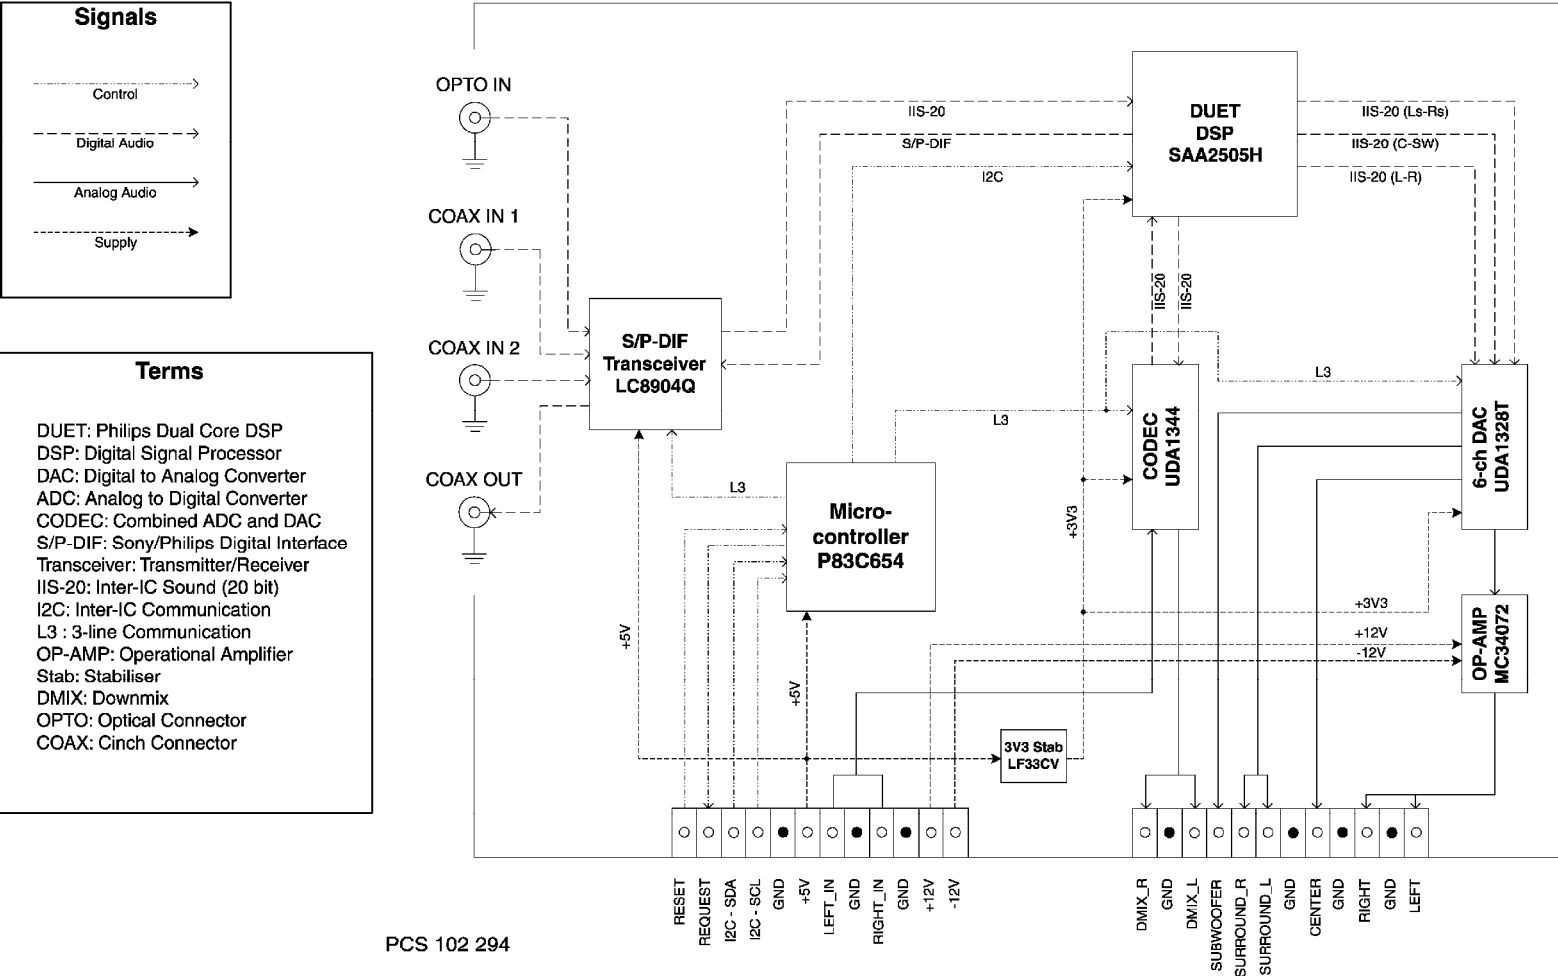 Signals
Control
Digital Audio
Analog Audio
Supply
Terms
DUET: Philips Dual Core DSP
DSP: Digital Signal Processor
DAC: Digital to Analog Converter
ADC: Analog to Digital Converter
CODEC: Combined ADC and DAC
S/P-DIF: Sony/Philips Digital Interface
Transceiver: Transmitter/Receiver
IIS-20: Inter-IC Sound (20 bit)
I2C: Inter-IC Communication
L3 : 3-line Communication
OP-AMP: Operational Amplifier
Stab: Stabiliser
DMIX: Downmix
OPTO: Optical Connector
COAX: Cinch Connector
OPTO IN
COAX IN 1
COAX IN 2
COAX OUT
S/P-DIF
Transceiver
LC8904Q
IIS-20
S/P-DIF
I2C
DUET
DSP
SAA2505H
IIS-20 (Ls-Rs)
IIS-20 (C-SW)
IIS-20 (L-R)
IIS-20
IIS-20
L3
L3
L3
Micro-
controller
P83C654
CODEC
UDA1344
6-ch DAC
UDA1328T
OP-AMP
MC34072
+3V3
+3V3
+12V
-12V
+5V
+5V
3V3 Stab
LF33CV
RESET
REQUEST
I2C - SDA
I2C - SCL
GND
+5V
LEFT_IN
GND
RIGHT_IN
GND
+12V
-12V
DMIX_R
GND
DMIX_L
SUBWOOFER
SURROUND_R
SURROUND_L
GND
CENTER
GND
RIGHT
GND
LEFT
PCS 102 294